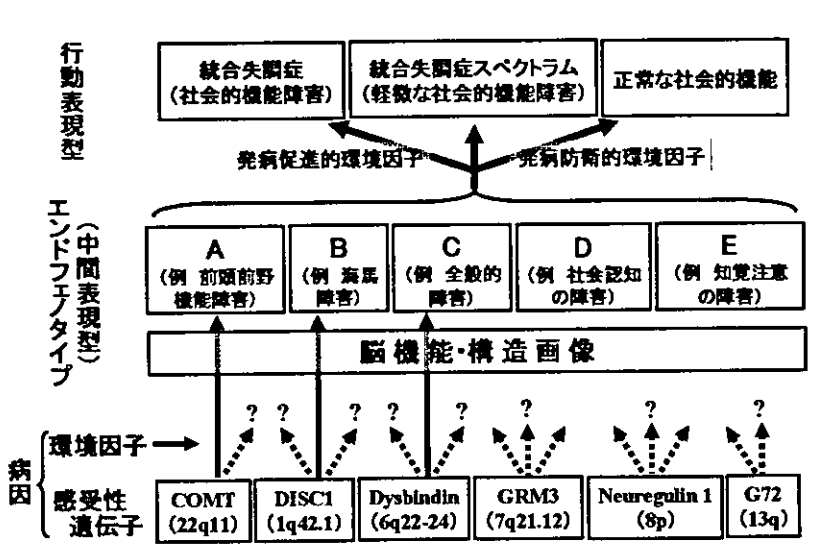 行動表現型
統合失調症
（社会的機能障害）
統合失調症スペクトラム
（軽微な社会的機能障害）
正常な社会的機能
発病促進的環境因子
発病防衛的環境因子
エンドフェノタイプ
（中間表現型）
A
（例 前頭前野
機能障害）
B
（例 海馬
障害）
C
（例 全般的
障害）
D
（例 社会認知
の障害）
E
（例 知覚注意
の障害）
脳機能・構造画像
? ? ? ? ? ? ? ?
病因
環境因子
感受性
遺伝子
COMT
（22q11）
DISC1
（1q42.1）
Dysbindin
（6q22-24）
GRM3
（7q21.12）
Neuregulin 1
（8p）
G72
（13q）